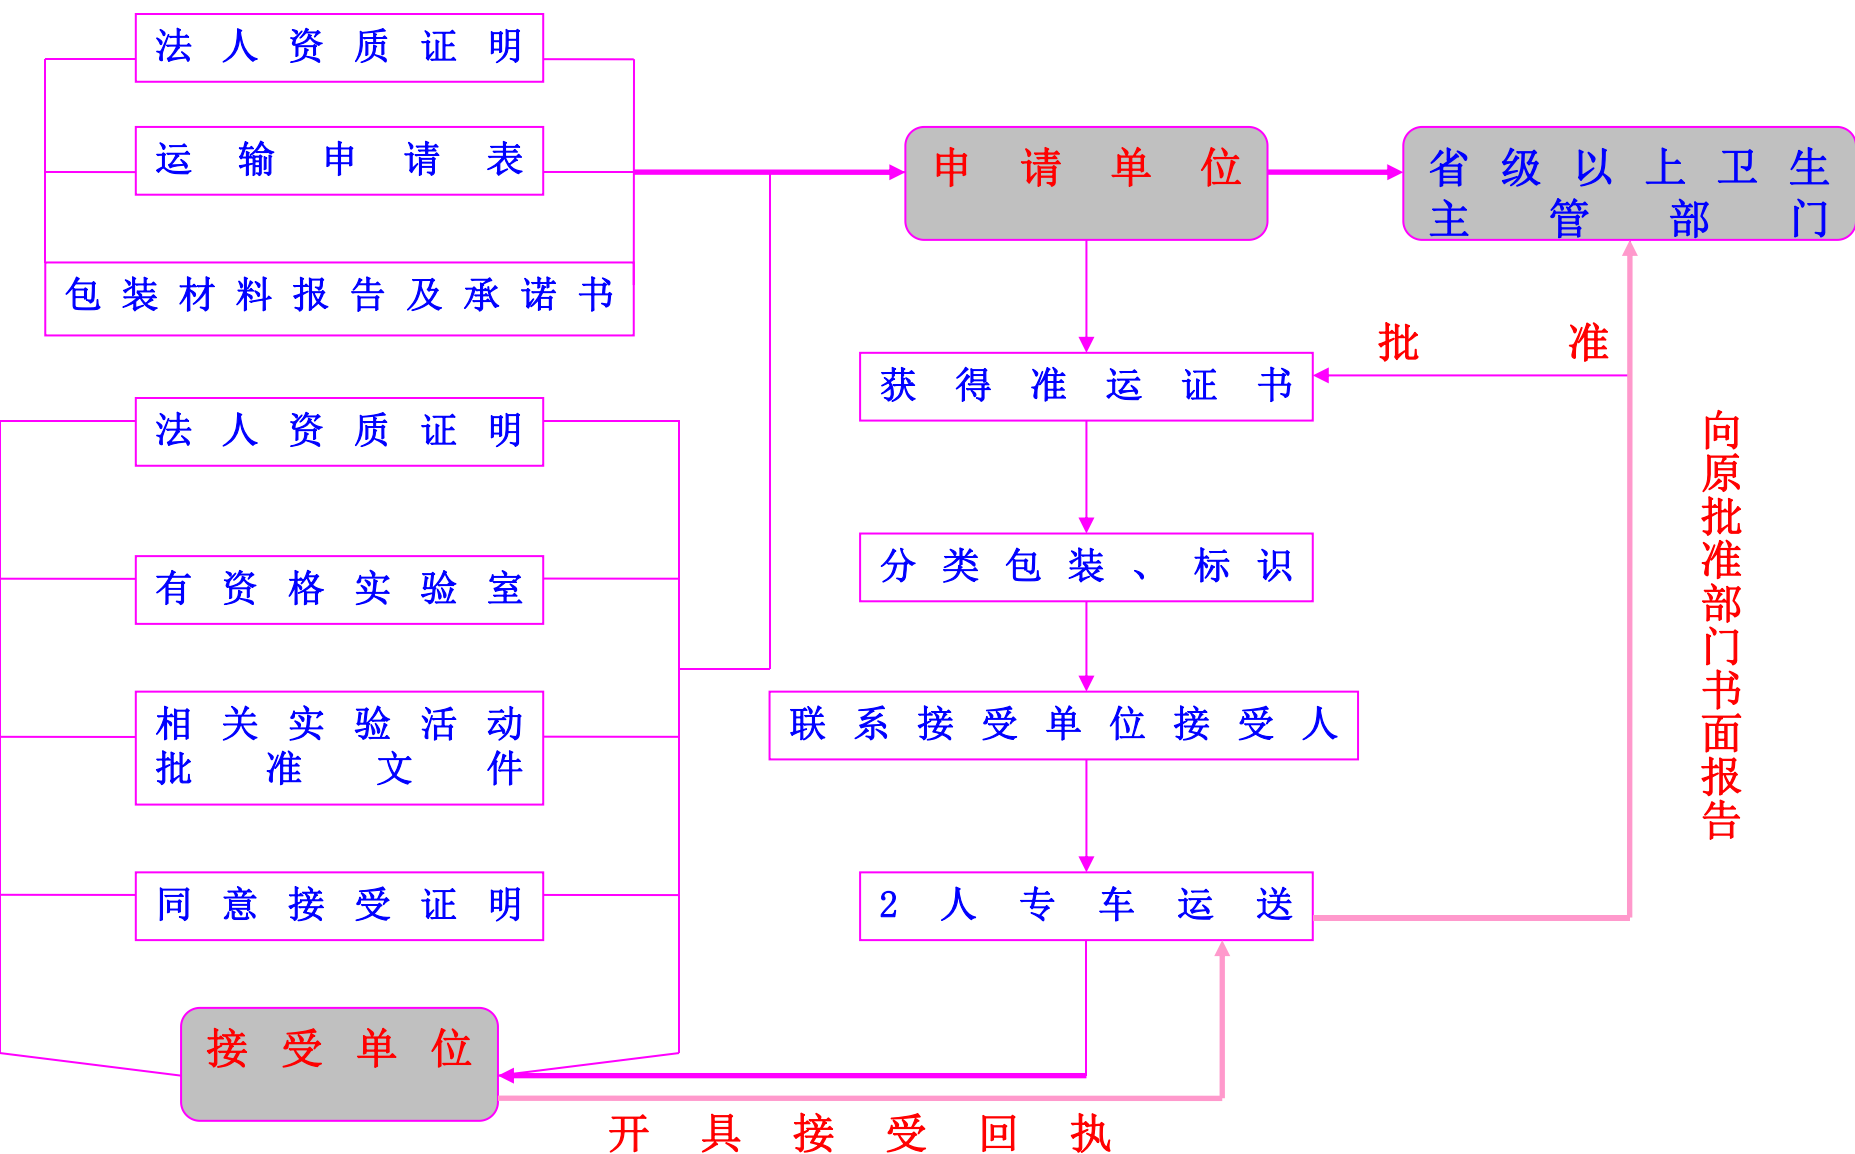 法人资质证明
运输申请表
包装材料报告及承诺书
法人资质证明
有资格实验室
相关实验活动
批准文件
同意接受证明
接受单位
申请单位
省级以上卫生
主管部门
批准
获得准运证书
分类包装、标识
联系接受单位接受人
2人专车运送
向原批准部门书面报告
开具接受回执